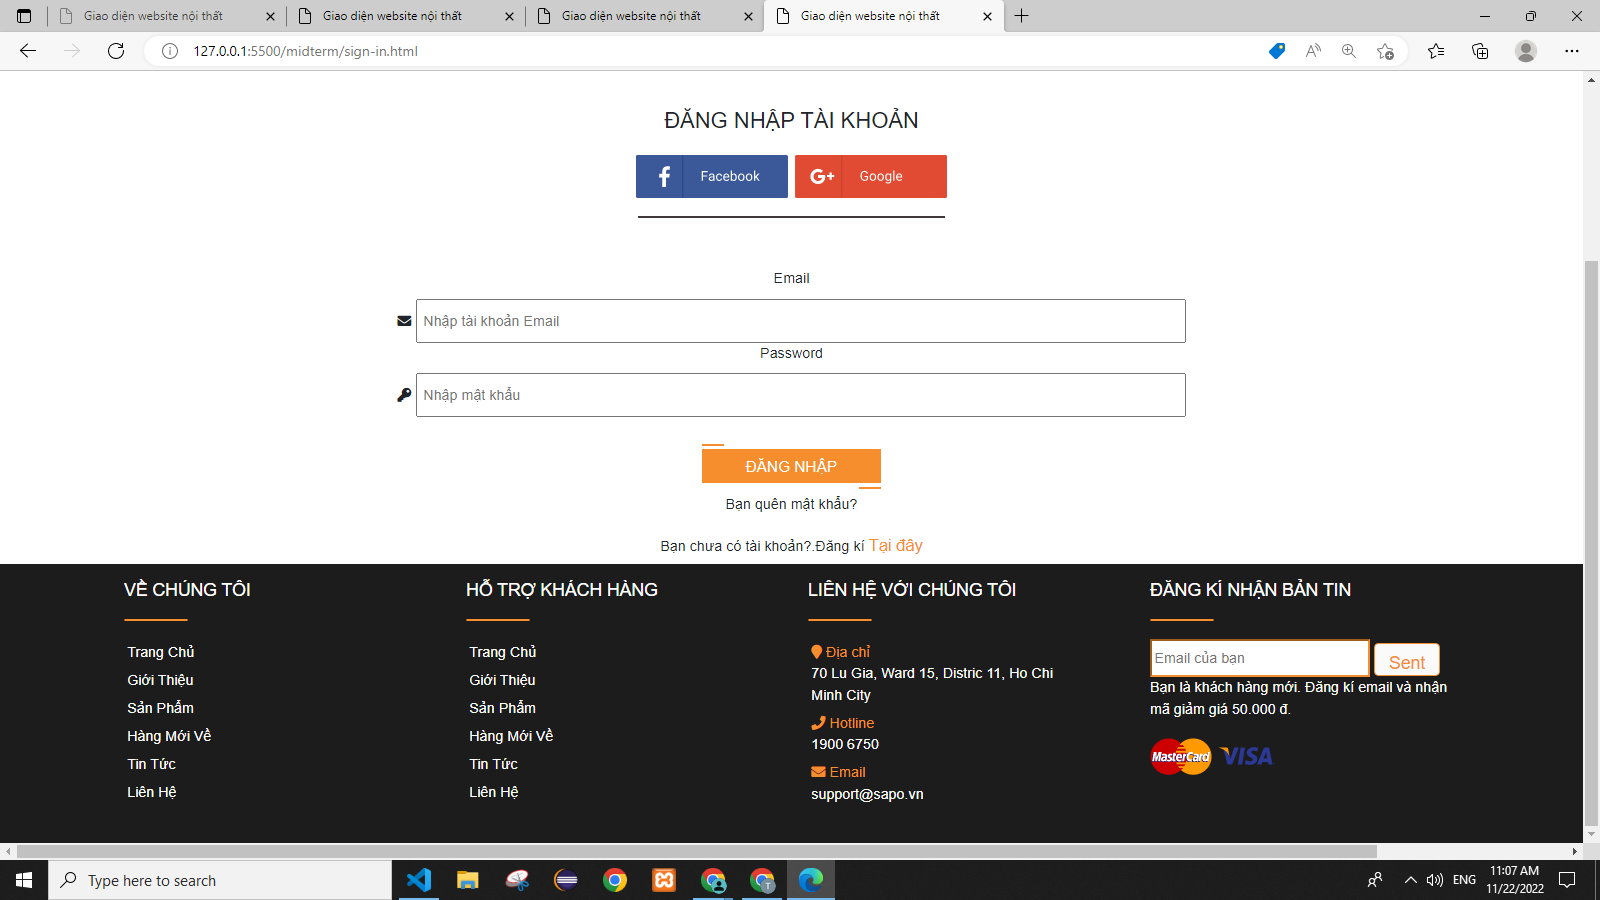 Giao diện website nội thất
Giao diện website nội thất
Giao diện website nội thất
Giao diện website nội thất
127.0.0.1:5500/midterm/sign-in.html
ĐĂNG NHẬP TÀI KHOẢN
Facebook
G+ Google
Email
Nhập tài khoản Email
Password
Nhập mật khẩu
ĐĂNG NHẬP
Bạn quên mật khẩu?
Bạn chưa có tài khoản?.Đăng kí Tại đây
VỀ CHÚNG TÔI
Trang Chủ
Giới Thiệu
Sản Phẩm
Hàng Mới Về
Tin Tức
Liên Hệ
HỖ TRỢ KHÁCH HÀNG
Trang Chủ
Giới Thiệu
Sản Phẩm
Hàng Mới Về
Tin Tức
Liên Hệ
LIÊN HỆ VỚI CHÚNG TÔI
Địa chỉ
70 Lu Gia, Ward 15, Distric 11, Ho Chi
Minh City
Hotline
1900 6750
Email
support@sapo.vn
ĐĂNG KÍ NHẬN BẢN TIN
Email của bạn
Sent
Bạn là khách hàng mới. Đăng kí email và nhận
mã giảm giá 50.000 đ.
MasterCard VISA
Type here to search
ENG
11:07 AM
11/22/2022